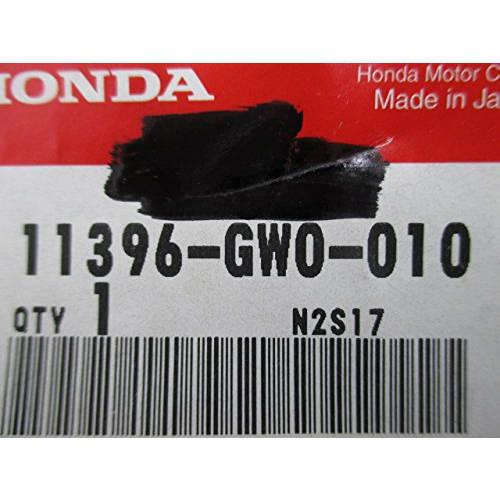 HONDA
Honda Motor C
Made in Ja
11396-GW0-010
QTY 1
N2S17